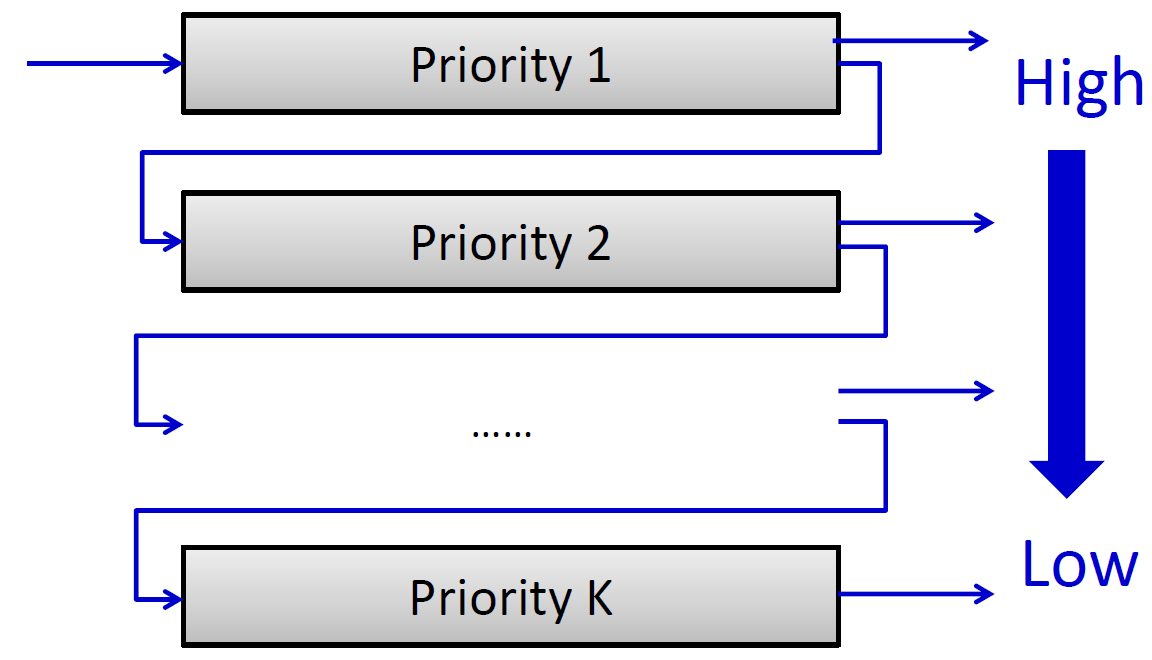 Priority 1
High
Priority 2
......
Low
Priority K